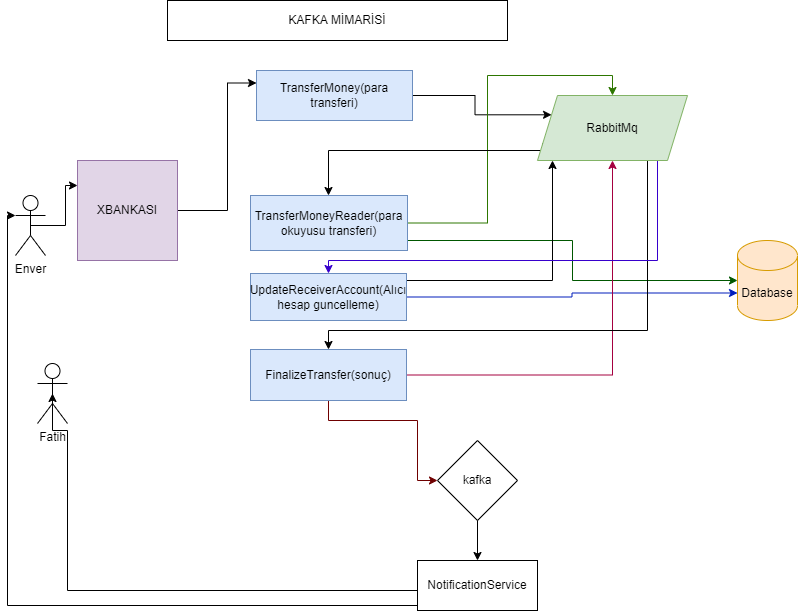 KAFKA MİMARİSİ
TransferMoney(para
transferi)
RabbitMq
XBANKASI
TransferMoneyReader(para
okuyusu transferi)
Enver
UpdateReceiverAccount(Alıcı
hesap guncelleme)
Database
FinalizeTransfer(sonuç)
Fatih
kafka
NotificationService